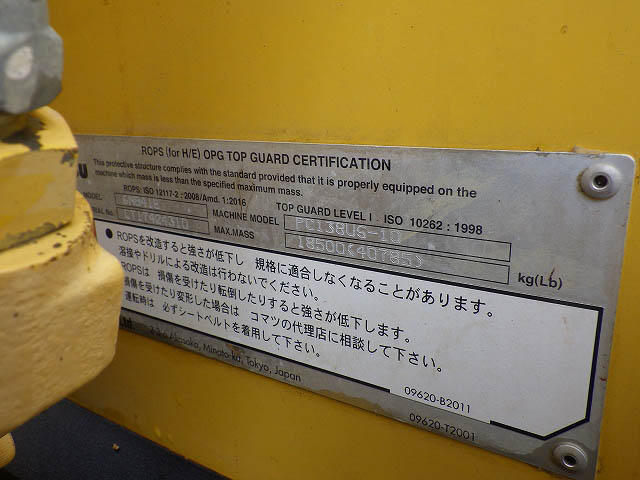 ROPS (for H/E) OPG TOP GUARD CERTIFICATION
This protective structure complies with the standard provided that it is properly equipped on the
machine which mass is less than the specified maximum mass.
ROPS: ISO 12117-2 : 2008/Amd. 1:2016
TOP GUARD LEVEL I - ISO 10262 : 1998
MODEL
MACHINE MODEL PC138US-10
MAX.MASS 18500(40785) kg(Lb)
● ROPSを改造すると強さが低下し 規格に適合しなくなることがあります。
溶接やドリルによる改造は行わないでください。
ROPSは 損傷を受けたり転倒したりすると強さが低下します。
損傷を受けたり変形した場合は コマツの代理店に相談して下さい。
運転時は 必ずシートベルトを着用して下さい。
Ltd.
Akasaka, Minato-ku, Tokyo, Japan
09620-B2011
09620-T2001